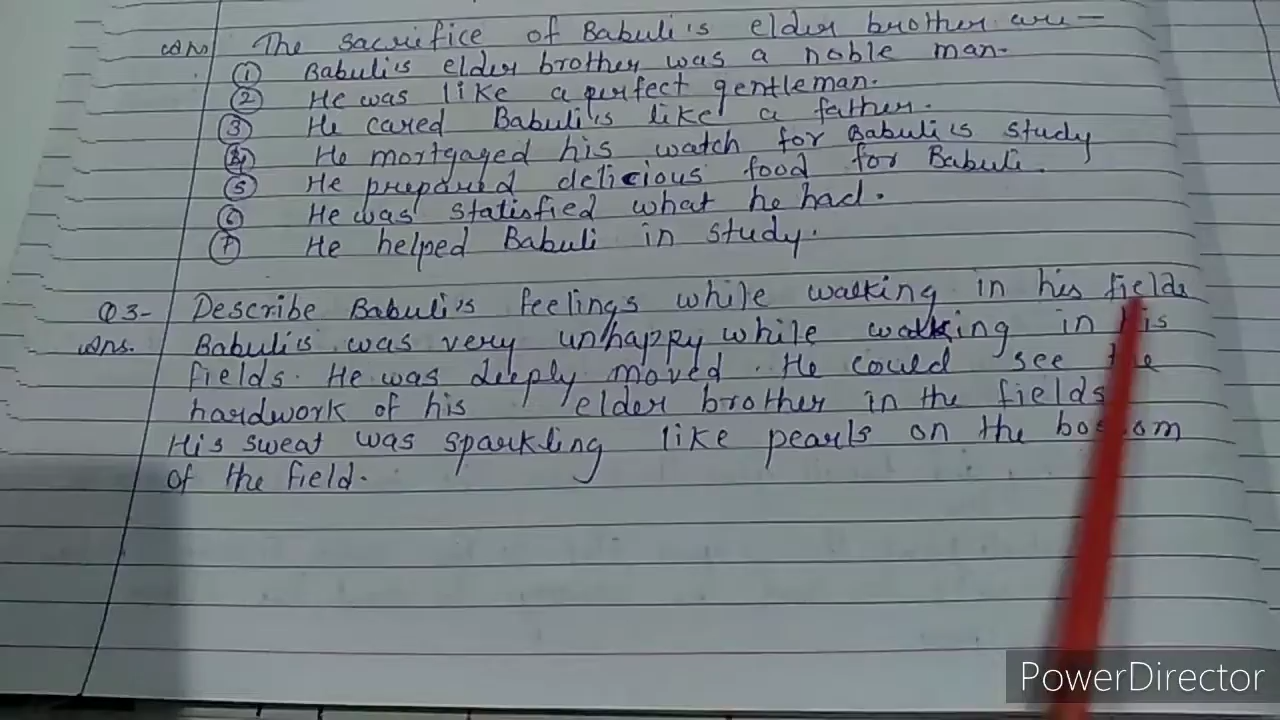 Ans The sacrifice of Babuli's elder brother are —
① Babuli's elder brother was a noble man.
② He was like a perfect gentleman.
③ He cared Babuli's like a father.
④ He mortgaged his watch for Babuli's study
⑤ He prepared delicious food for Babuli.
⑥ He was statisfied what he had.
⑦ He helped Babuli in study.
Q3- Describe Babuli's feelings while walking in his fields
Ans. Babuli's was very unhappy while walking in his
fields. He was deeply moved. He could see the
hardwork of his elder brother in the fields
His sweat was sparkling like pearls on the bottom
of the field.
PowerDirector